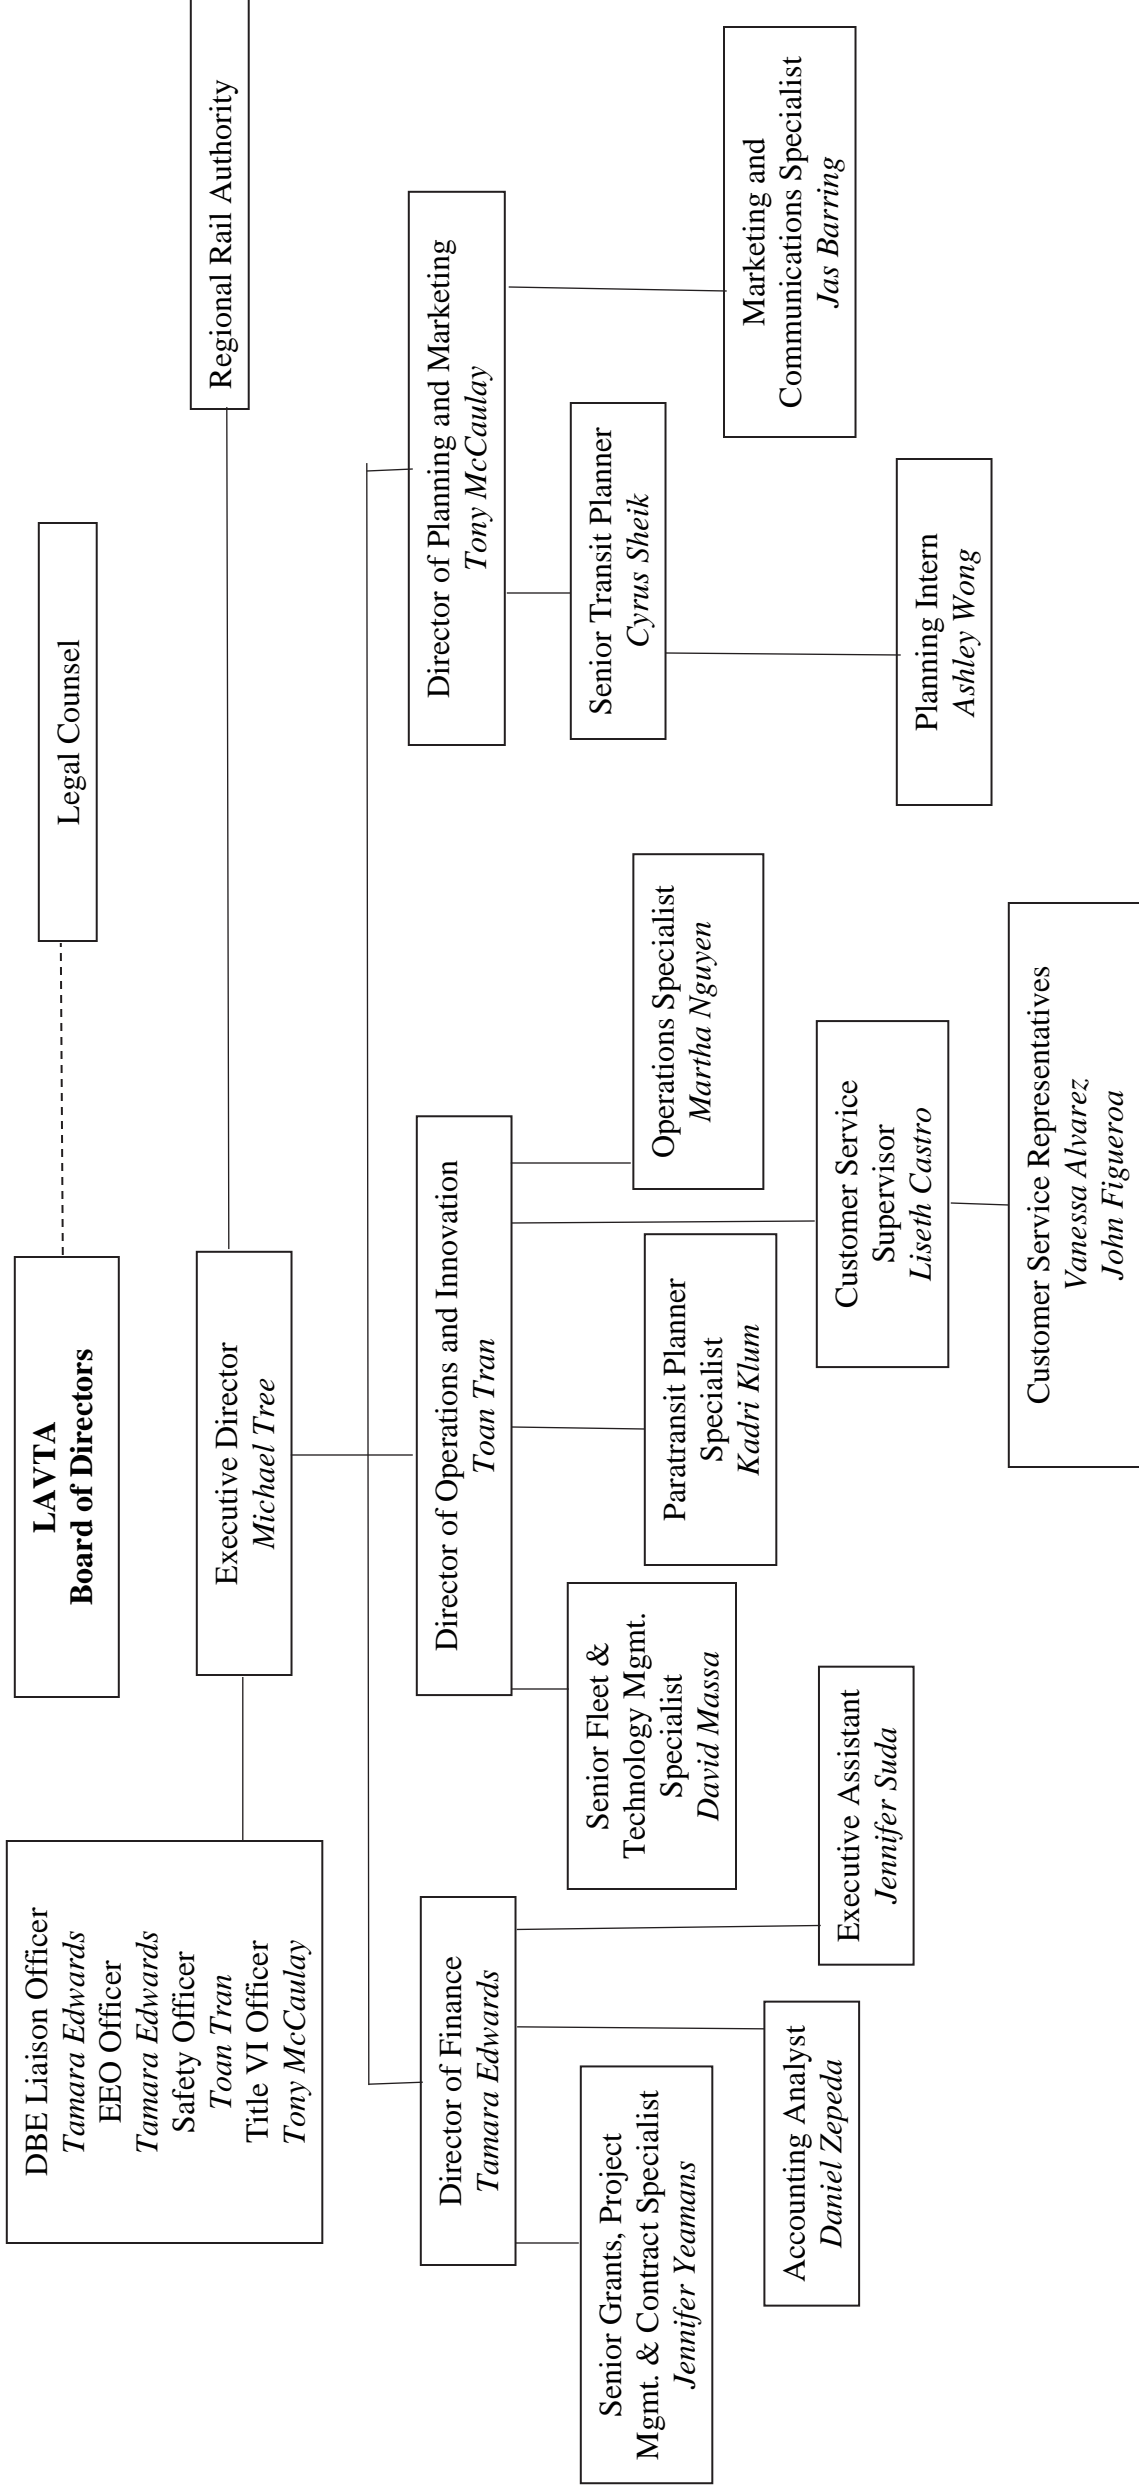 LAVTA
Board of Directors
Legal Counsel
DBE Liaison Officer
Tamara Edwards
EEO Officer
Tamara Edwards
Safety Officer
Toan Tran
Title VI Officer
Tony McCaulay
Executive Director
Michael Tree
Regional Rail Authority
Director of Finance
Tamara Edwards
Director of Operations and Innovation
Toan Tran
Director of Planning and Marketing
Tony McCaulay
Senior Grants, Project
Mgmt. & Contract Specialist
Jennifer Yeamans
Accounting Analyst
Daniel Zepeda
Executive Assistant
Jennifer Suda
Senior Fleet &
Technology Mgmt.
Specialist
David Massa
Paratransit Planner
Specialist
Kadri Klum
Operations Specialist
Martha Nguyen
Customer Service
Supervisor
Liseth Castro
Customer Service Representatives
Vanessa Alvarez
John Figueroa
Senior Transit Planner
Cyrus Sheik
Planning Intern
Ashley Wong
Marketing and
Communications Specialist
Jas Barring